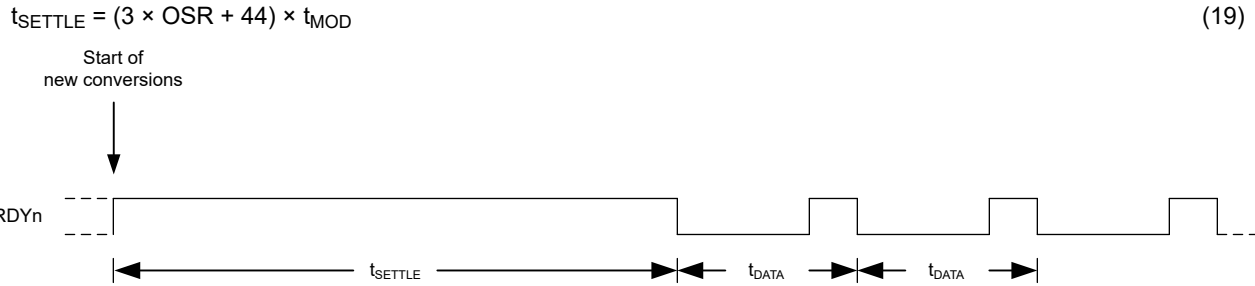 tSETTLE = (3 × OSR + 44) × tMOD (19)
Start of
new conversions
RDYn
tSETTLE tDATA tDATA